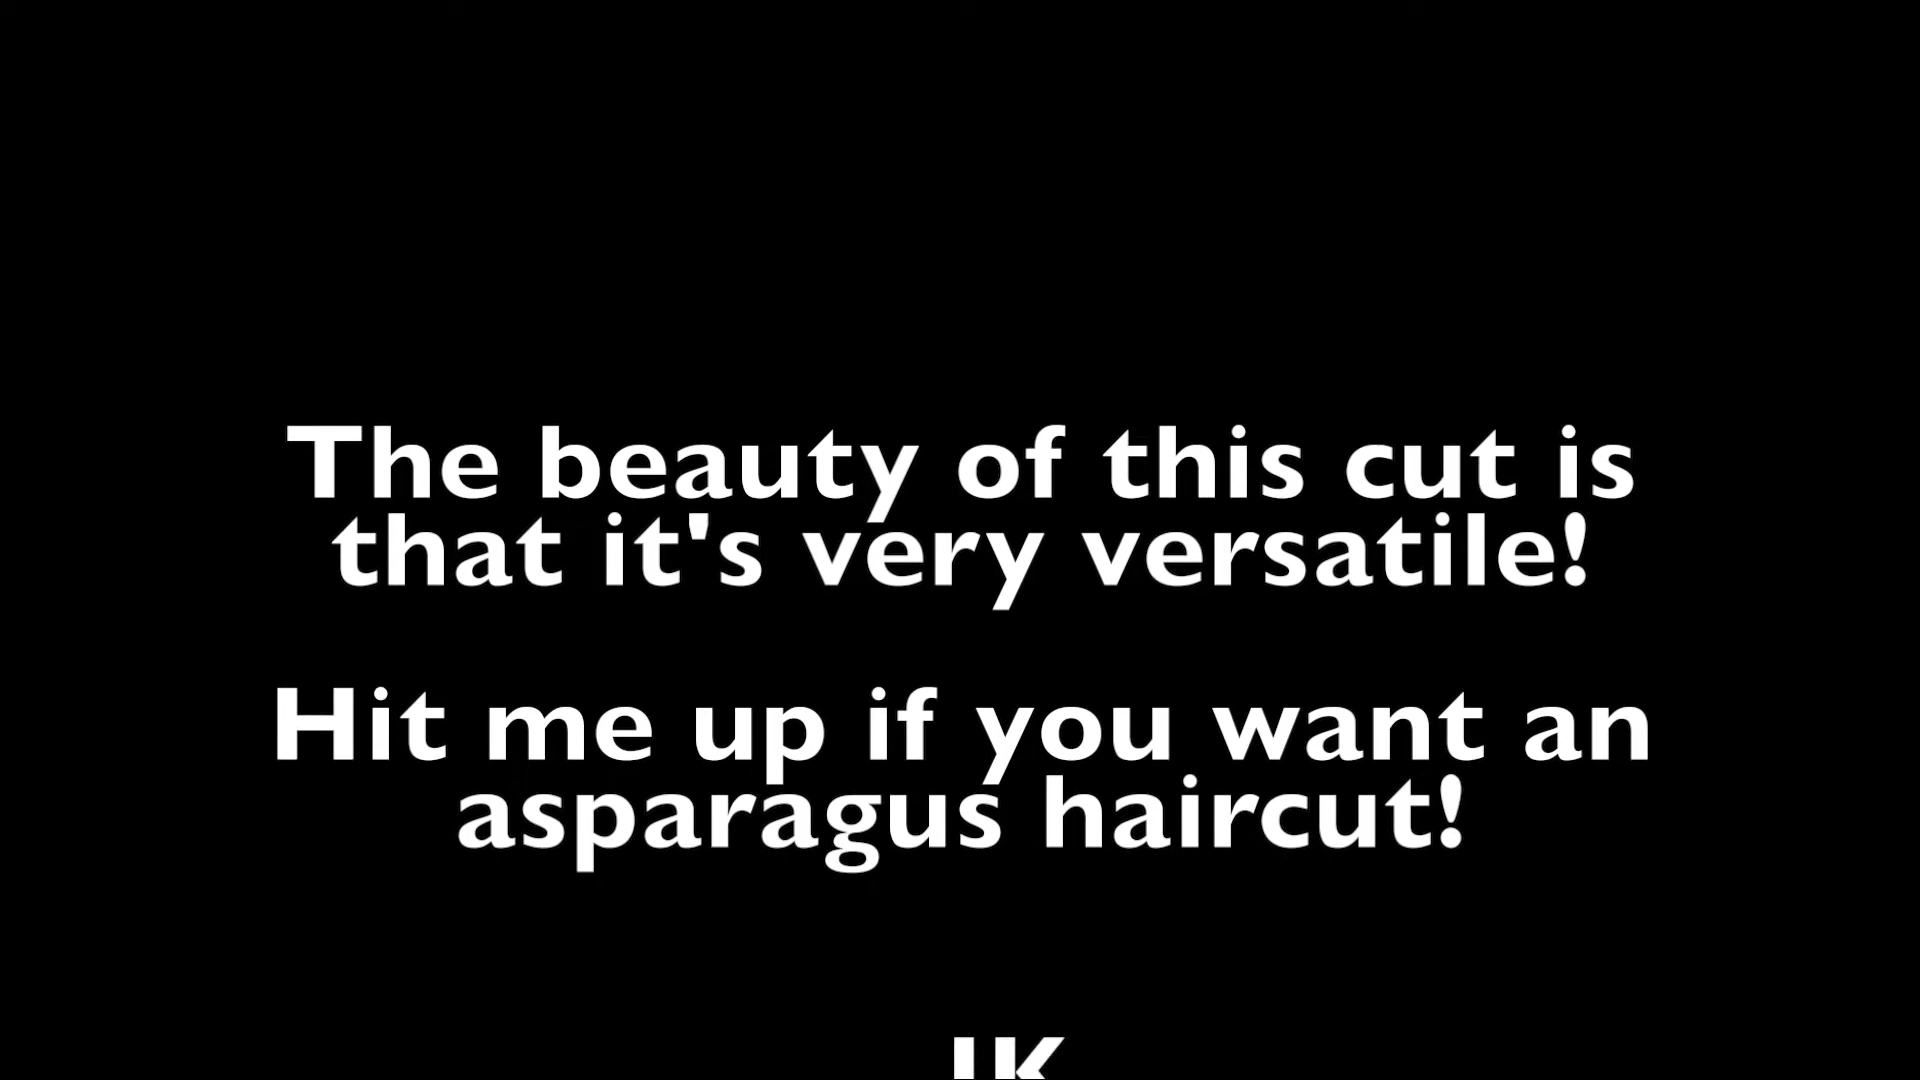 The beauty of this cut is
that it's very versatile!
Hit me up if you want an
asparagus haircut!